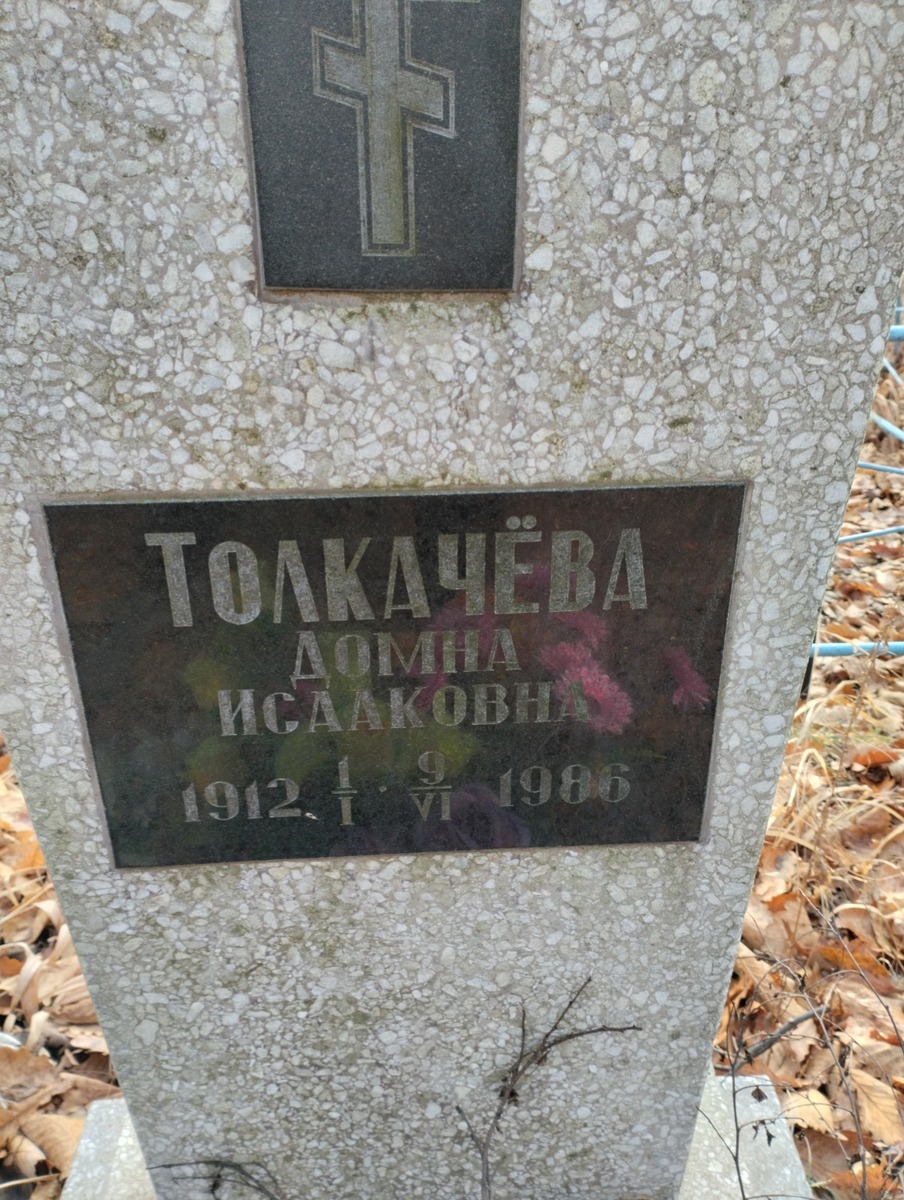 ТОЛКАЧЁВА
ДОМНА
ИСААКОВНА
1912 1/I · 9/VI 1986